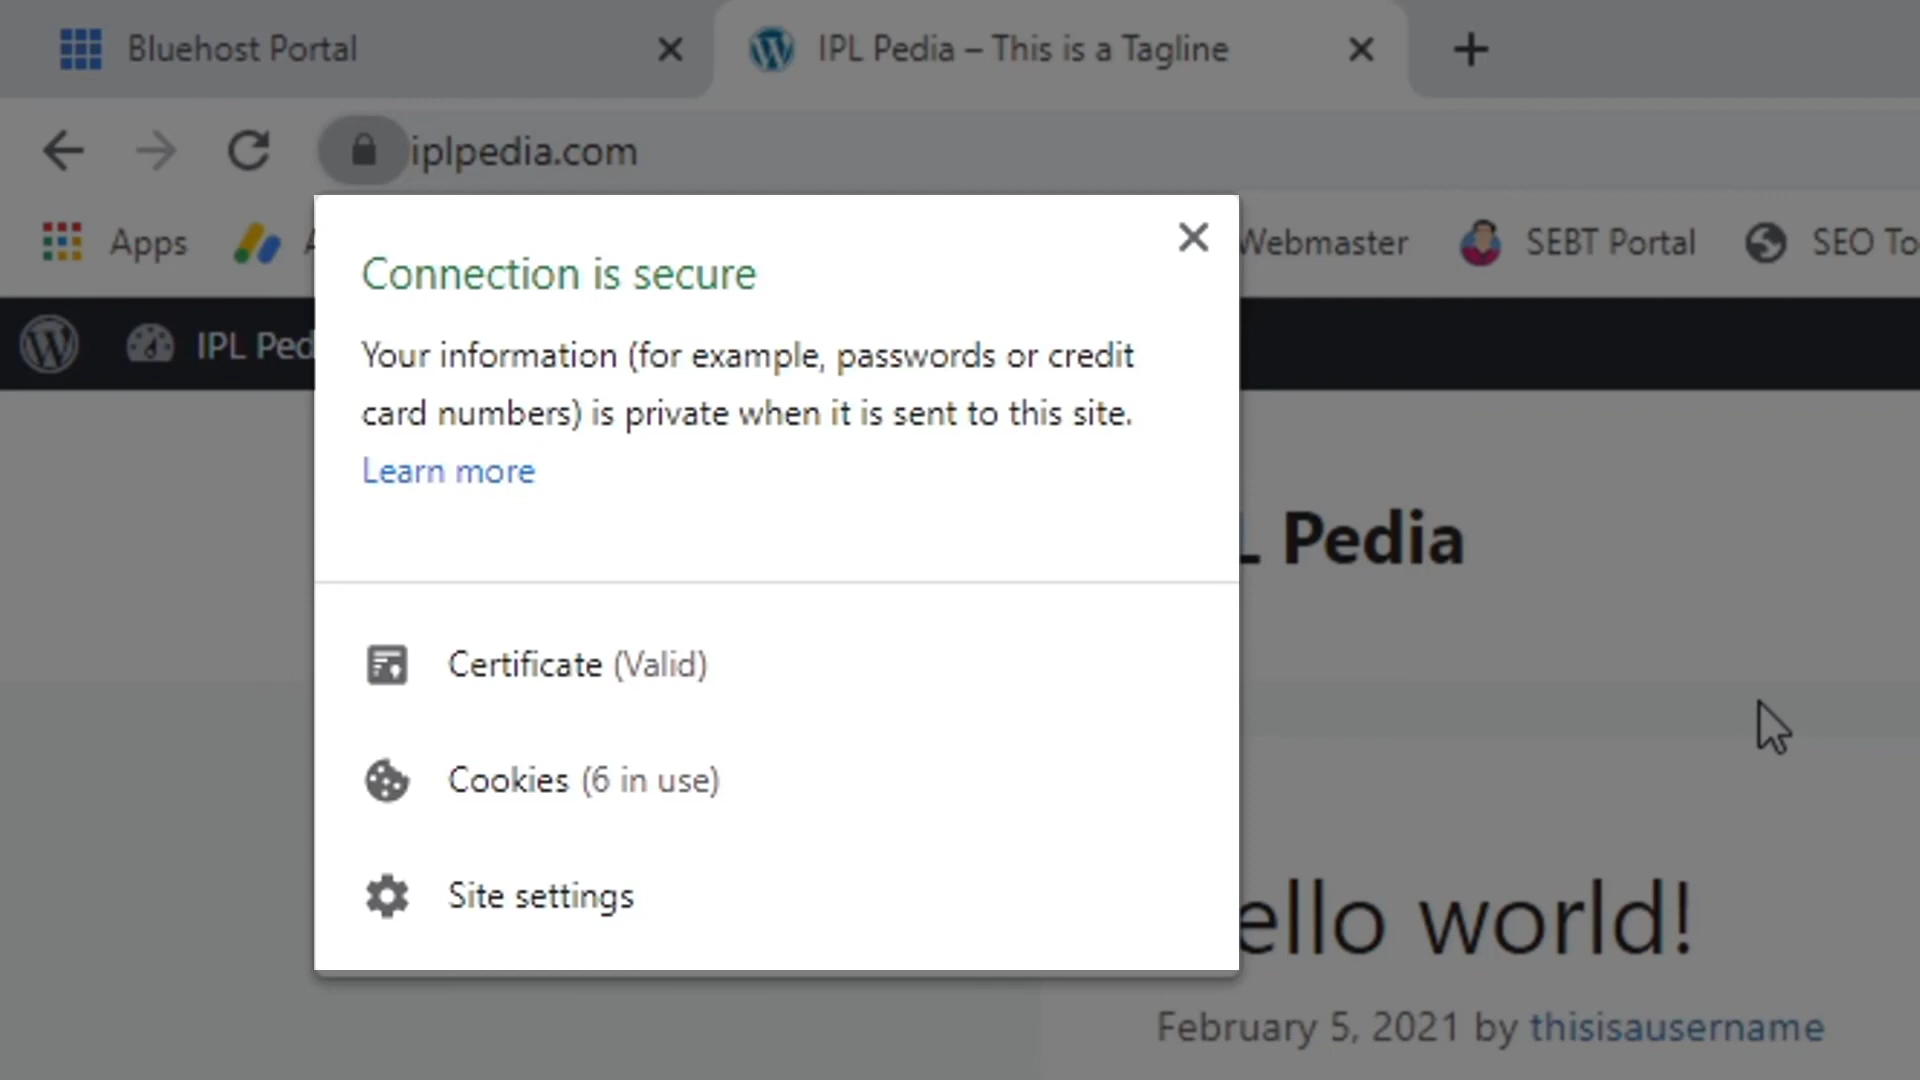 Bluehost Portal
IPL Pedia – This is a Tagline
iplpedia.com
Apps
Webmaster
SEBT Portal
SEO To
IPL Ped
Connection is secure
Your information (for example, passwords or credit
card numbers) is private when it is sent to this site.
Learn more
Certificate (Valid)
Cookies (6 in use)
Site settings
L Pedia
ello world!
February 5, 2021 by thisisausername